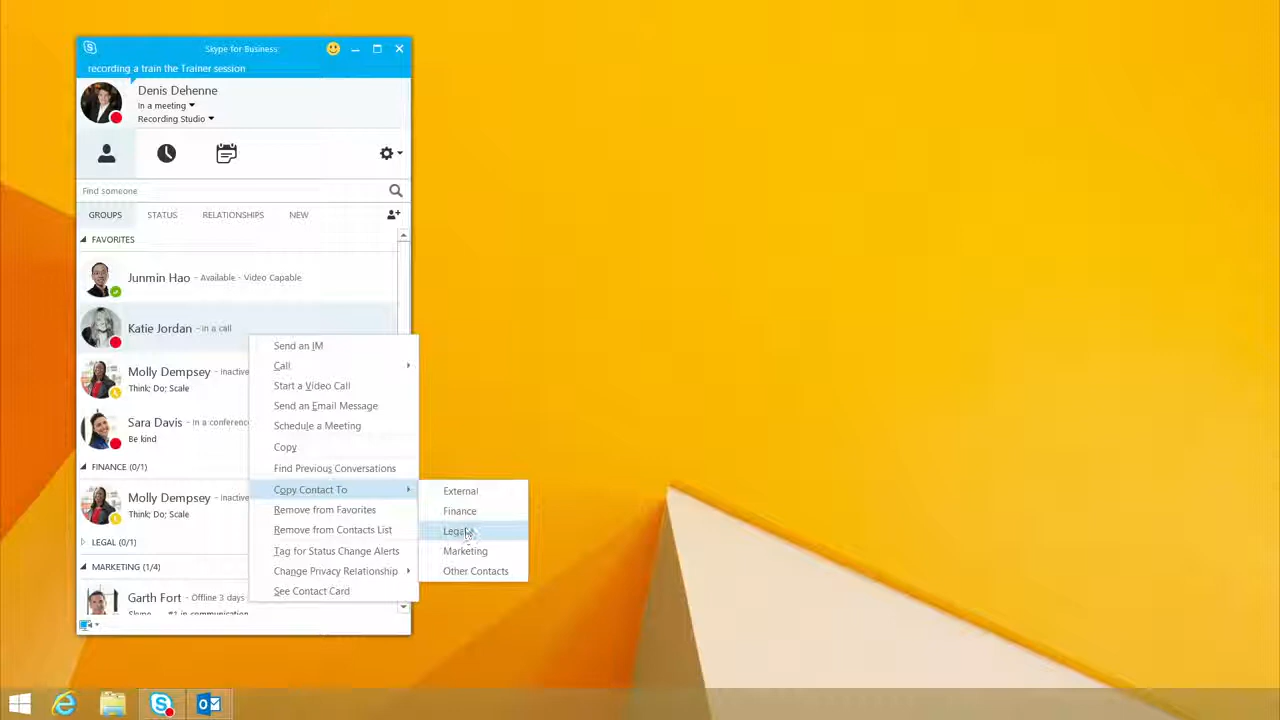 Skype for Business
recording a train the Trainer session
Denis Dehenne
In a meeting
Recording Studio
Find someone
GROUPS STATUS RELATIONSHIPS NEW
FAVORITES
Junmin Hao - Available - Video Capable
Katie Jordan - In a call
Send an IM
Call
Molly Dempsey - Inactive
Think; Do; Scale
Start a Video Call
Send an Email Message
Sara Davis - In a conference
Be kind
Schedule a Meeting
Copy
FINANCE (0/1)
Find Previous Conversations
Copy Contact To
External
Molly Dempsey - Inactive
Think; Do; Scale
Remove from Favorites
Finance
Remove from Contacts List
Legal
LEGAL (0/1)
Tag for Status Change Alerts
Marketing
MARKETING (1/4)
Change Privacy Relationship
Other Contacts
See Contact Card
Garth Fort - Offline 3 days
Skype #1 in communication